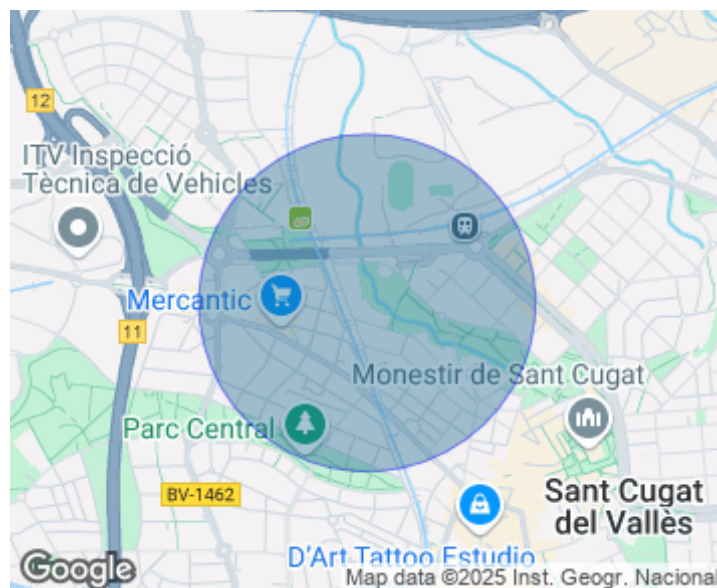 12
ITV Inspecció
Tècnica de Vehicles
Mercantic
11
Monestir de Sant Cugat
Parc Central
BV-1462
Sant Cugat
del Vallès
D'Art Tattoo Estudio
Google
Map data ©2025 Inst. Geogr. Nacional